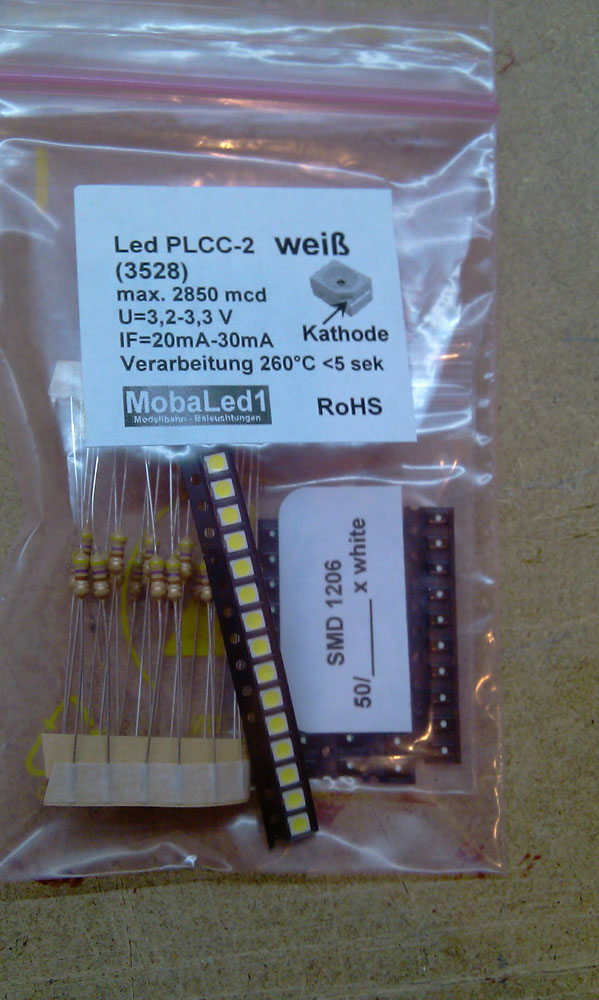 Led PLCC-2 weiß
(3528)
max. 2850 mcd
U=3,2-3,3 V
IF=20mA-30mA
Kathode
Verarbeitung 260°C <5 sek
MobaLed1
Modellbahn - Beleuchtungen
RoHS
SMD 1206
50/______ x white